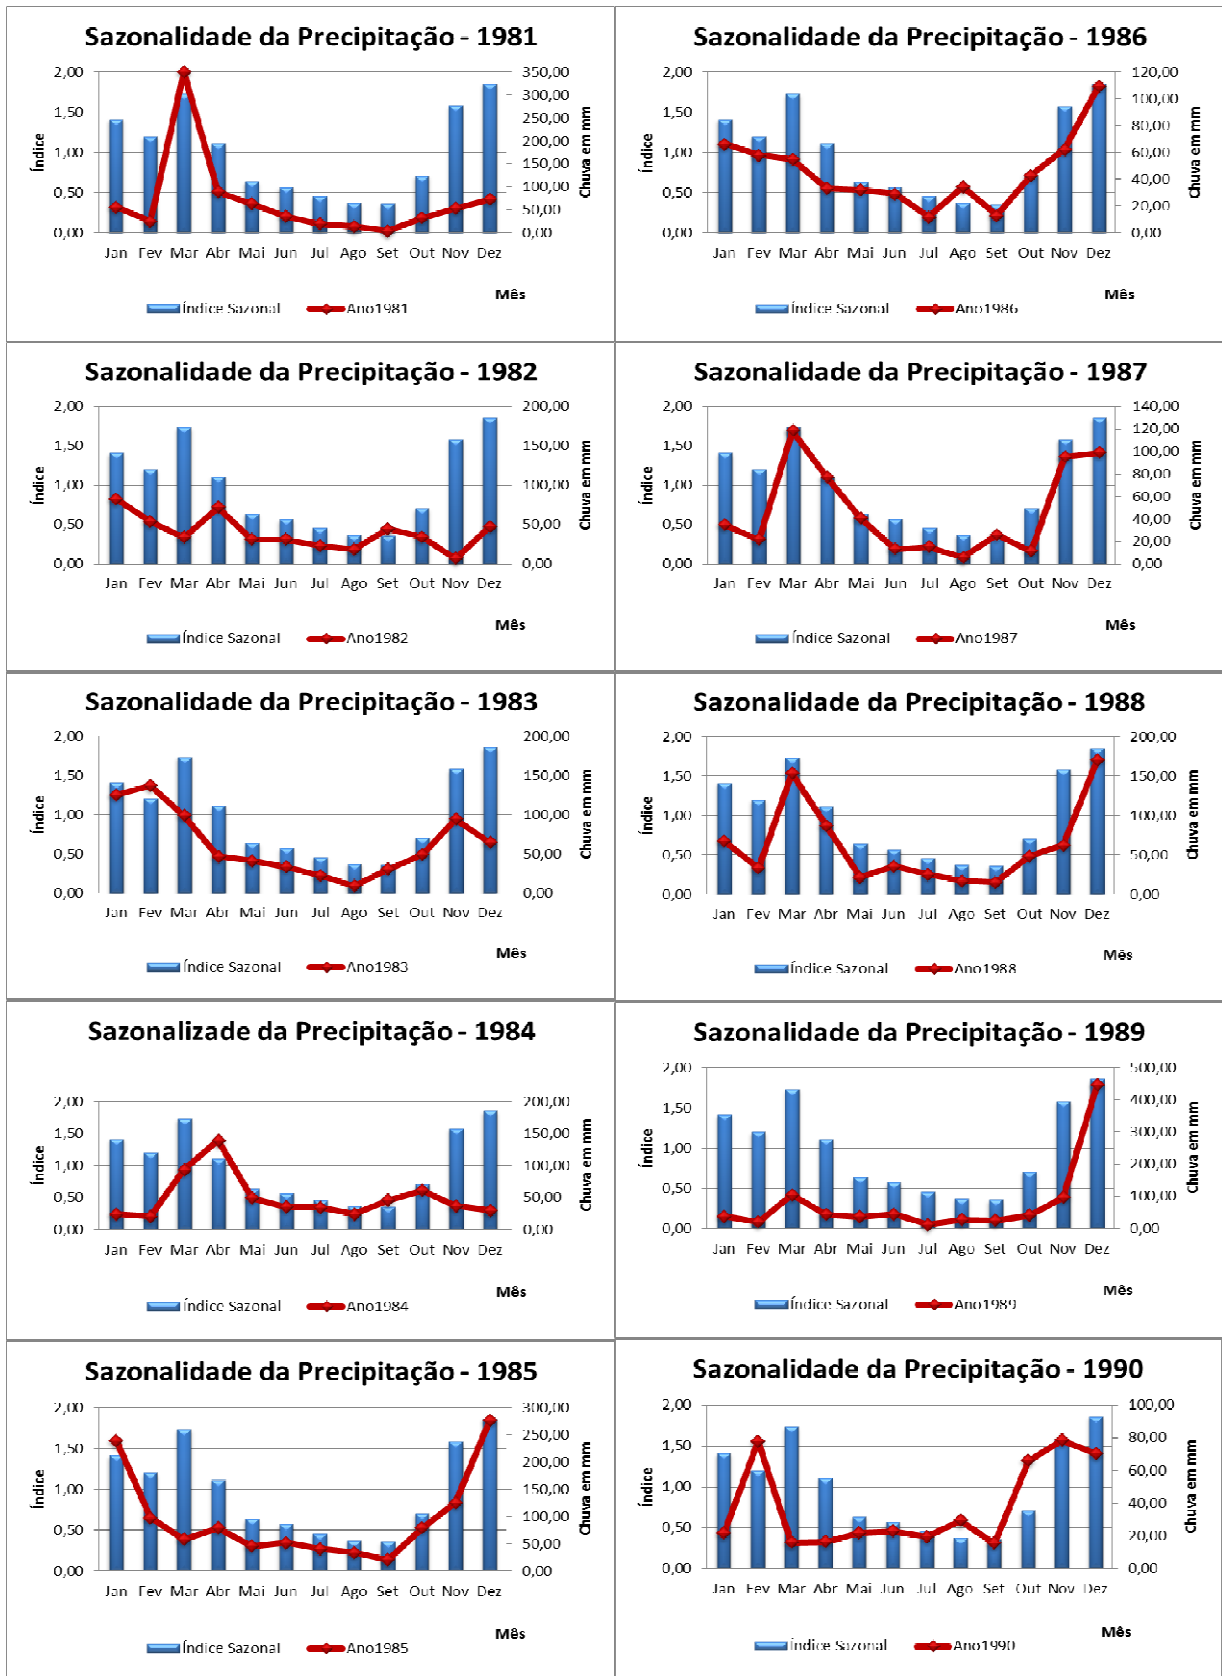 Sazonalidade da Precipitação - 1981
2,00
1,50
1,00
0,50
0,00
Índice
350,00
300,00
250,00
200,00
150,00
100,00
50,00
0,00
Chuva em mm
Jan Fev Mar Abr Mai Jun Jul Ago Set Out Nov Dez
Mês
Índice Sazonal Ano1981
Sazonalidade da Precipitação - 1986
2,00
1,50
1,00
0,50
0,00
Índice
120,00
100,00
80,00
60,00
40,00
20,00
0,00
Chuva em mm
Jan Fev Mar Abr Mai Jun Jul Ago Set Out Nov Dez
Mês
Índice Sazonal Ano1986
Sazonalidade da Precipitação - 1982
2,00
1,50
1,00
0,50
0,00
Índice
200,00
150,00
100,00
50,00
0,00
Chuva em mm
Jan Fev Mar Abr Mai Jun Jul Ago Set Out Nov Dez
Mês
Índice Sazonal Ano1982
Sazonalidade da Precipitação - 1987
2,00
1,50
1,00
0,50
0,00
Índice
140,00
120,00
100,00
80,00
60,00
40,00
20,00
0,00
Chuva em mm
Jan Fev Mar Abr Mai Jun Jul Ago Set Out Nov Dez
Mês
Índice Sazonal Ano1987
Sazonalidade da Precipitação - 1983
2,00
1,50
1,00
0,50
0,00
Índice
200,00
150,00
100,00
50,00
0,00
Chuva em mm
Jan Fev Mar Abr Mai Jun Jul Ago Set Out Nov Dez
Mês
Índice Sazonal Ano1983
Sazonalidade da Precipitação - 1988
2,00
1,50
1,00
0,50
0,00
Índice
200,00
150,00
100,00
50,00
0,00
Chuva em mm
Jan Fev Mar Abr Mai Jun Jul Ago Set Out Nov Dez
Mês
Índice Sazonal Ano1988
Sazonalizade da Precipitação - 1984
2,00
1,50
1,00
0,50
0,00
Índice
200,00
150,00
100,00
50,00
0,00
Chuva em mm
Jan Fev Mar Abr Mai Jun Jul Ago Set Out Nov Dez
Mês
Índice Sazonal Ano1984
Sazonalidade da Precipitação - 1989
2,00
1,50
1,00
0,50
0,00
Índice
500,00
400,00
300,00
200,00
100,00
0,00
Chuva em mm
Jan Fev Mar Abr Mai Jun Jul Ago Set Out Nov Dez
Mês
Índice Sazonal Ano1989
Sazonalidade da Precipitação - 1985
2,00
1,50
1,00
0,50
0,00
Índice
300,00
250,00
200,00
150,00
100,00
50,00
0,00
Chuva em mm
Jan Fev Mar Abr Mai Jun Jul Ago Set Out Nov Dez
Mês
Índice Sazonal Ano1985
Sazonalidade da Precipitação - 1990
2,00
1,50
1,00
0,50
0,00
Índice
100,00
80,00
60,00
40,00
20,00
0,00
Chuva em mm
Jan Fev Mar Abr Mai Jun Jul Ago Set Out Nov Dez
Mês
Índice Sazonal Ano1990